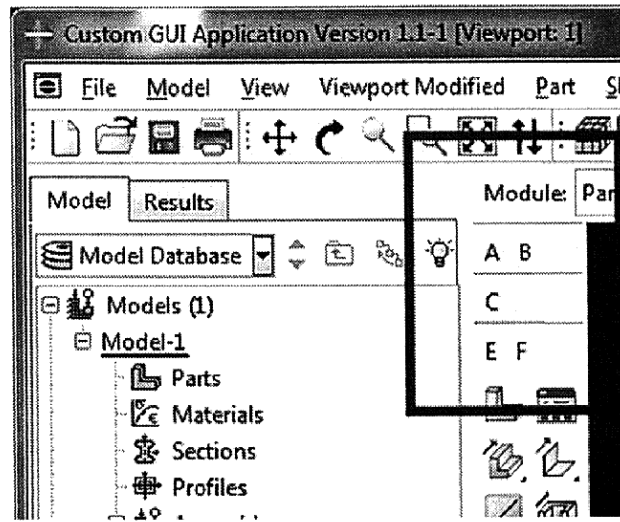 Custom GUI Application Version 1.1-1 [Viewport: 1]
File Model View Viewport Modified Part
Model Results
Module:
Model Database
A B
C
E F
Models (1)
Model-1
Parts
Materials
Sections
Profiles